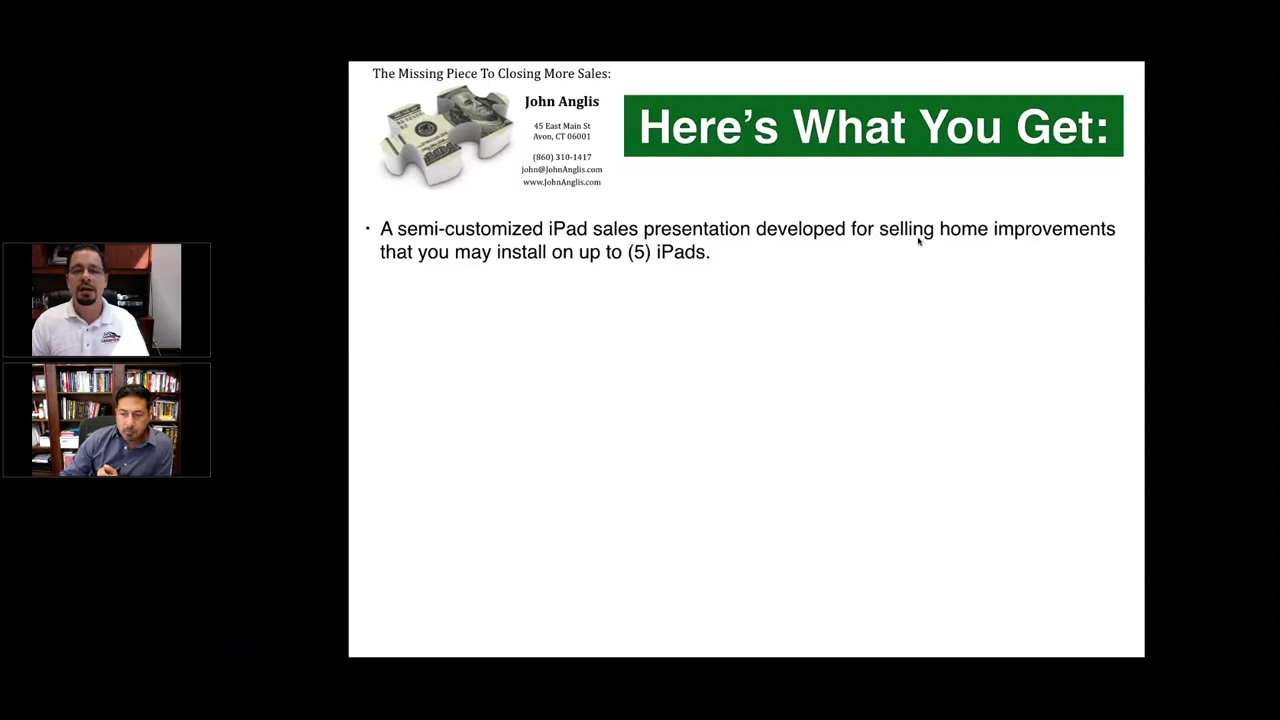 The Missing Piece To Closing More Sales:
John Anglis
45 East Main St
Avon, CT 06001
(860) 310-1417
john@JohnAnglis.com
www.JohnAnglis.com
Here’s What You Get:
· A semi-customized iPad sales presentation developed for selling home improvements
that you may install on up to (5) iPads.